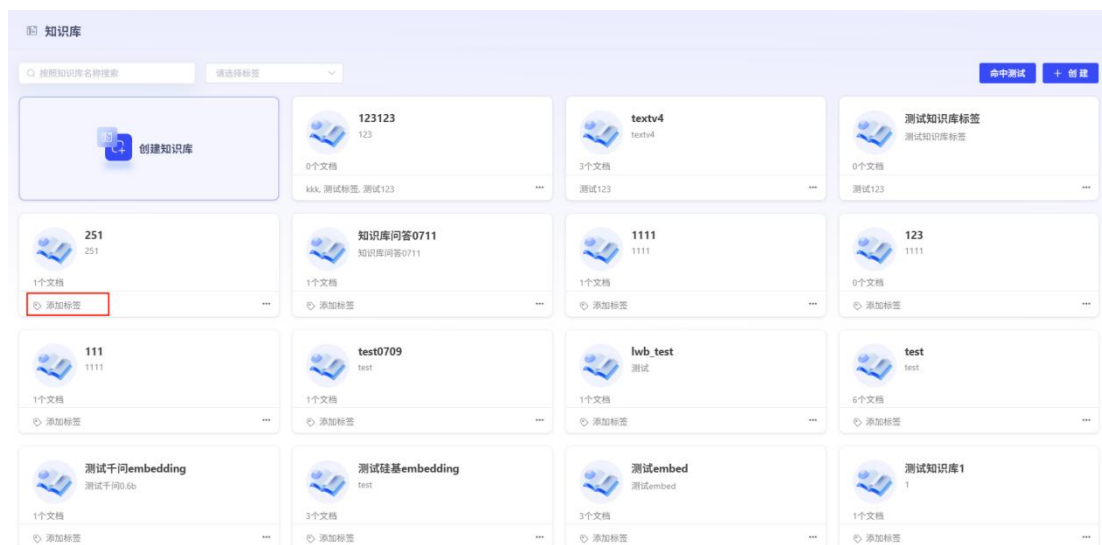 知识库
按照知识库名称搜索 请选择标签 命中测试 + 创建
创建知识库
123123
123
0个文档
kkk, 测试标签, 测试123
textv4
textv4
3个文档
测试123
测试知识库标签
测试知识库标签
0个文档
测试123
251
251
1个文档
添加标签
知识库问答0711
知识库问答0711
1个文档
添加标签
1111
1111
1个文档
添加标签
123
1111
0个文档
添加标签
111
1111
1个文档
添加标签
test0709
test
1个文档
添加标签
lwb_test
测试
1个文档
添加标签
test
test
6个文档
添加标签
测试千问embedding
测试千问0.6b
1个文档
添加标签
测试硅基embedding
test
3个文档
添加标签
测试embed
测试embed
3个文档
添加标签
测试知识库1
1
1个文档
添加标签